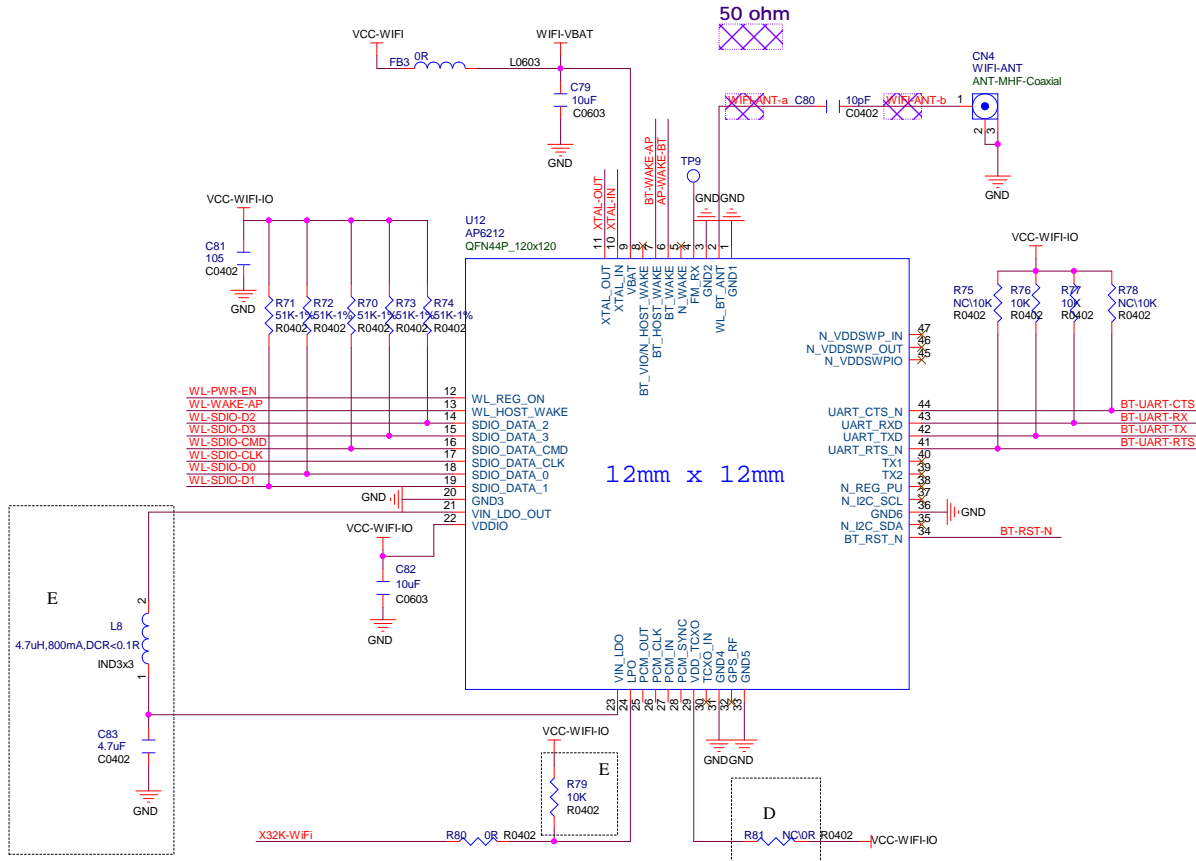 50 ohm
VCC-WIFI
WIFI-VBAT
FB3
0R
L0603
C79
10uF
C0603
GND
CN4
WIFI-ANT
ANT-MHF-Coaxial
WIFI-ANT-a
C80
10pF
C0402
WIFI-ANT-b
1
2
3
GND
XTAL-OUT
XTAL-IN
BT-WAKE-AP
AP-WAKE-BT
TP9
GND
GND
VCC-WIFI-IO
C81
105
C0402
GND
U12
AP6212
QFN44P_120x120
11
10
9
8
7
6
5
4
3
2
1
XTAL_OUT
XTAL_IN
VBAT
BT_VIO/N_HOST_WAKE
BT_HOST_WAKE
BT_WAKE
N_WAKE
FM_RX
GND2
WL_BT_ANT
GND1
R71
51K-1%
R0402
R72
51K-1%
R0402
R70
51K-1%
R0402
R73
51K-1%
R0402
R74
51K-1%
R0402
VCC-WIFI-IO
R75
NC\10K
R0402
R76
10K
R0402
R77
10K
R0402
R78
NC\10K
R0402
N_VDDSWP_IN
47
N_VDDSWP_OUT
46
N_VDDSWPIO
45
WL-PWR-EN
12
WL_REG_ON
WL-WAKE-AP
13
WL_HOST_WAKE
WL-SDIO-D2
14
SDIO_DATA_2
WL-SDIO-D3
15
SDIO_DATA_3
WL-SDIO-CMD
16
SDIO_DATA_CMD
WL-SDIO-CLK
17
SDIO_DATA_CLK
WL-SDIO-D0
18
SDIO_DATA_0
WL-SDIO-D1
19
SDIO_DATA_1
GND
20
GND3
21
VIN_LDO_OUT
22
VDDIO
12mm x 12mm
UART_CTS_N
44
BT-UART-CTS
UART_RXD
43
BT-UART-RX
UART_TXD
42
BT-UART-TX
UART_RTS_N
41
BT-UART-RTS
TX1
40
TX2
39
N_REG_PU
38
N_I2C_SCL
37
GND6
36
GND
N_I2C_SDA
35
BT_RST_N
34
BT-RST-N
VCC-WIFI-IO
C82
10uF
C0603
GND
E
2
L8
4.7uH,800mA,DCR<0.1R
IND3x3
1
C83
4.7uF
C0402
GND
VIN_LDO
LPO
PCM_OUT
PCM_CLK
PCM_IN
PCM_SYNC
VDD_TCXO
TCXO_IN
GND4
GPS_RF
GND5
23
24
25
26
27
28
29
30
31
32
33
GND
GND
VCC-WIFI-IO
E
R79
10K
R0402
D
X32K-WiFi
R80
0R
R0402
R81
NC\0R
R0402
VCC-WIFI-IO